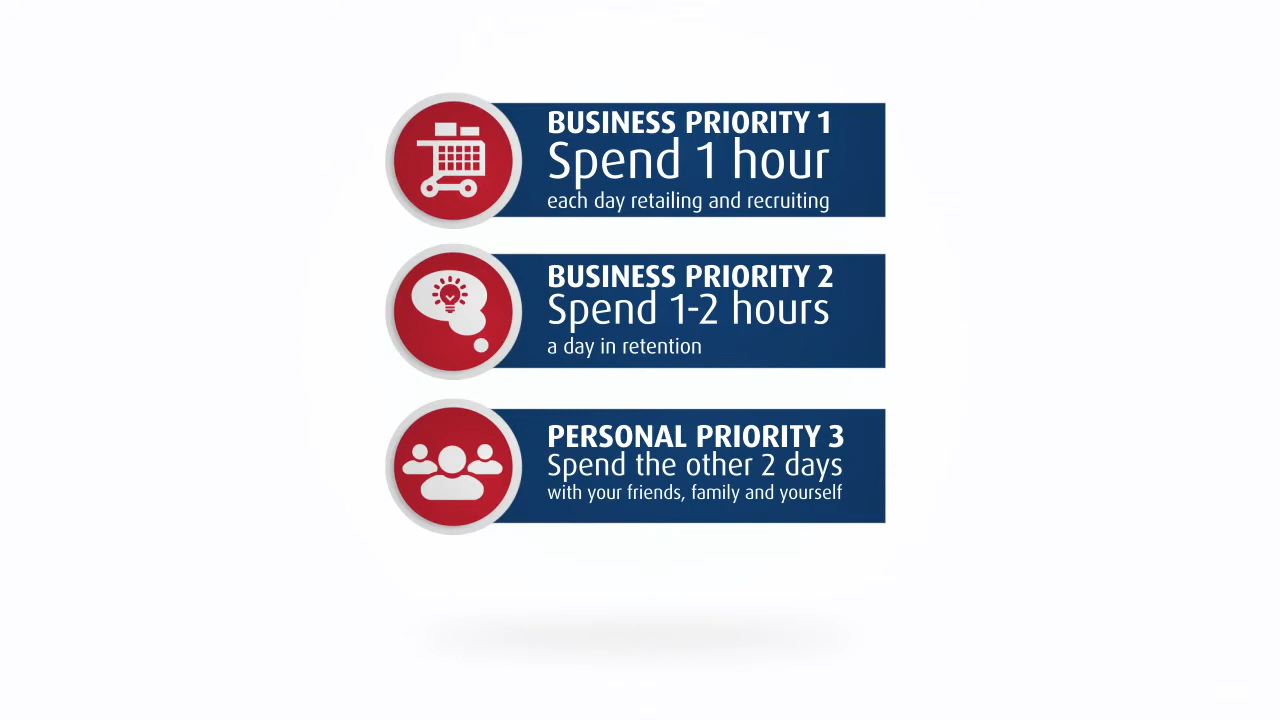 BUSINESS PRIORITY 1
Spend 1 hour
each day retailing and recruiting
BUSINESS PRIORITY 2
Spend 1-2 hours
a day in retention
PERSONAL PRIORITY 3
Spend the other 2 days
with your friends, family and yourself